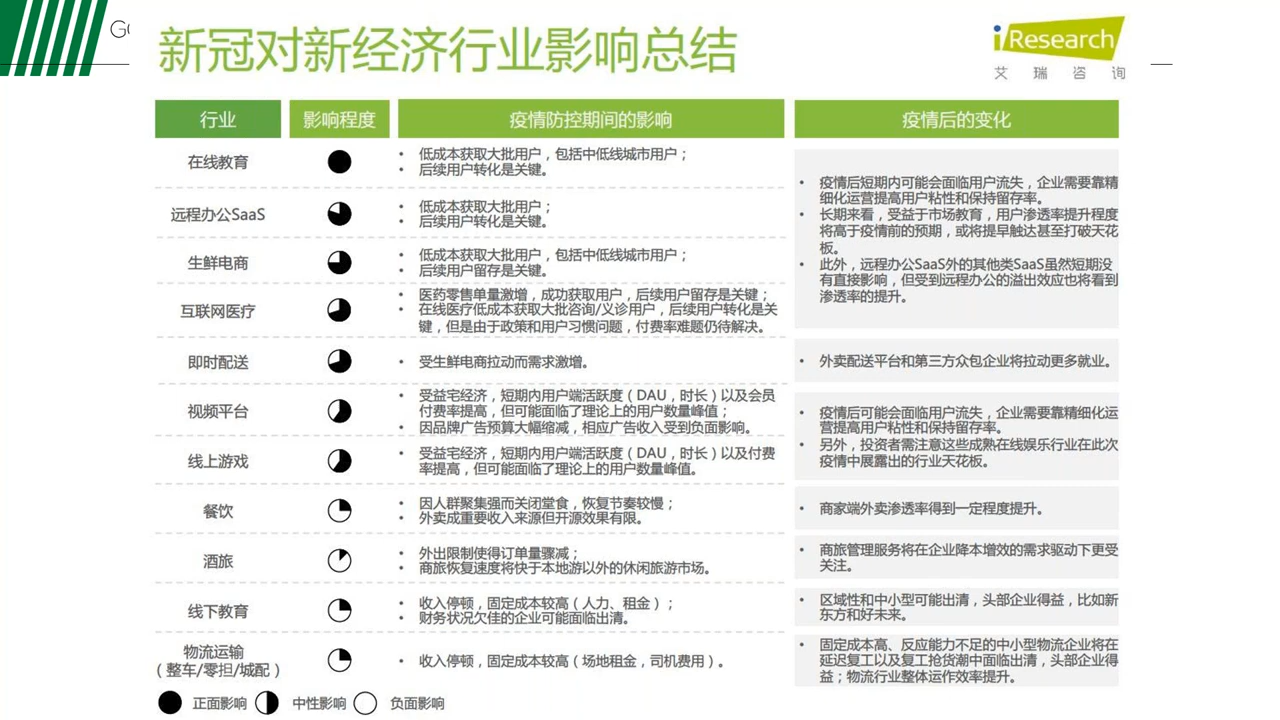 GO
新冠对新经济行业影响总结
iResearch
艾瑞咨询
行业
影响程度
疫情防控期间的影响
疫情后的变化
在线教育
• 低成本获取大批用户，包括中低线城市用户；
• 后续用户转化是关键。
远程办公SaaS
• 低成本获取大批用户；
• 后续用户转化是关键。
生鲜电商
• 低成本获取大批用户，包括中低线城市用户；
• 后续用户留存是关键。
互联网医疗
• 医药零售单量激增，成功获取用户，后续用户留存是关键；
• 在线医疗低成本获取大批咨询/义诊用户，后续用户转化是关
键，但是由于政策和用户习惯问题，付费率难题仍待解决。
• 疫情后短期内可能会面临用户流失，企业需要靠精
细化运营提高用户粘性和保持留存率。
• 长期来看，受益于市场教育，用户渗透率提升程度
将高于疫情前的预期，或将提早触达甚至打破天花
板。
• 此外，远程办公SaaS外的其他类SaaS虽然短期没
有直接影响，但受到远程办公的溢出效应也将看到
渗透率的提升。
即时配送
• 受生鲜电商拉动而需求激增。
• 外卖配送平台和第三方众包企业将拉动更多就业。
视频平台
• 受益宅经济，短期内用户端活跃度（DAU，时长）以及会员
付费率提高，但可能面临了理论上的用户数量峰值；
• 因品牌广告预算大幅缩减，相应广告收入受到负面影响。
线上游戏
• 受益宅经济，短期内用户端活跃度（DAU，时长）以及付费
率提高，但可能面临了理论上的用户数量峰值。
• 疫情后可能会面临用户流失，企业需要靠精细化运
营提高用户粘性和保持留存率。
• 另外，投资者需注意这些成熟在线娱乐行业在此次
疫情中展露出的行业天花板。
餐饮
• 因人群聚集强而关闭堂食，恢复节奏较慢；
• 外卖成重要收入来源但开源效果有限。
• 商家端外卖渗透率得到一定程度提升。
酒旅
• 外出限制使得订单量骤减；
• 商旅恢复速度将快于本地游以外的休闲旅游市场。
• 商旅管理服务将在企业降本增效的需求驱动下更受
关注。
线下教育
• 收入停顿，固定成本较高（人力、租金）；
• 财务状况欠佳的企业可能面临出清。
• 区域性和中小型可能出清，头部企业得益，比如新
东方和好未来。
物流运输
（整车/零担/城配）
• 收入停顿，固定成本较高（场地租金，司机费用）。
• 固定成本高、反应能力不足的中小型物流企业将在
延迟复工以及复工抢货潮中面临出清，头部企业得
益；物流行业整体运作效率提升。
正面影响 中性影响 负面影响